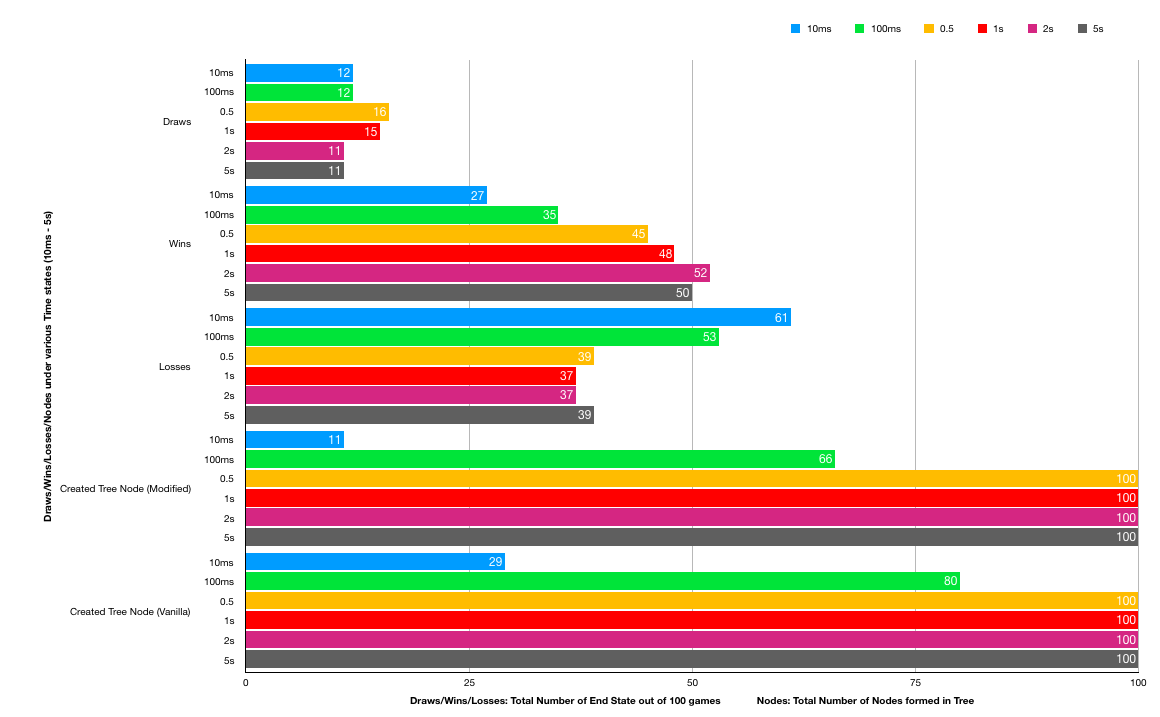 10ms 100ms 0.5 1s 2s 5s
Draws
10ms 12
100ms 12
0.5 16
1s 15
2s 11
5s 11
Wins
10ms 27
100ms 35
0.5 45
1s 48
2s 52
5s 50
Losses
10ms 61
100ms 53
0.5 39
1s 37
2s 37
5s 39
Created Tree Node (Modified)
10ms 11
100ms 66
0.5 100
1s 100
2s 100
5s 100
Created Tree Node (Vanilla)
10ms 29
100ms 80
0.5 100
1s 100
2s 100
5s 100
0 25 50 75 100
Draws/Wins/Losses: Total Number of End State out of 100 games Nodes: Total Number of Nodes formed in Tree
Draws/Wins/Losses/Nodes under various Time states (10ms - 5s)